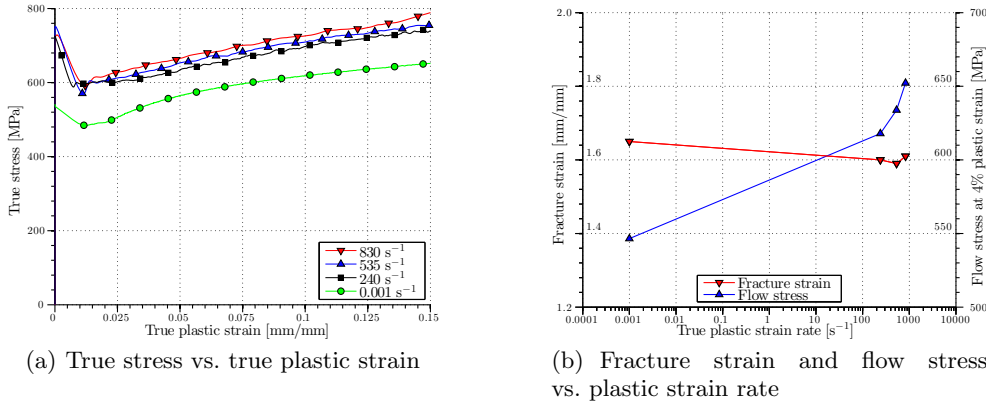 800
600
400
200
0
True stress [MPa]
0
0.025
0.05
0.075
0.1
0.125
0.15
True plastic strain [mm/mm]
830 s⁻¹
535 s⁻¹
240 s⁻¹
0.001 s⁻¹
(a) True stress vs. true plastic strain
2.0
1.8
1.6
1.4
1.2
Fracture strain [mm/mm]
700
650
600
550
500
Flow stress at 4% plastic strain [MPa]
0.0001
0.001
0.01
0.1
1
10
100
1000
10000
True plastic strain rate [s⁻¹]
Fracture strain
Flow stress
(b) Fracture strain and flow stress
vs. plastic strain rate